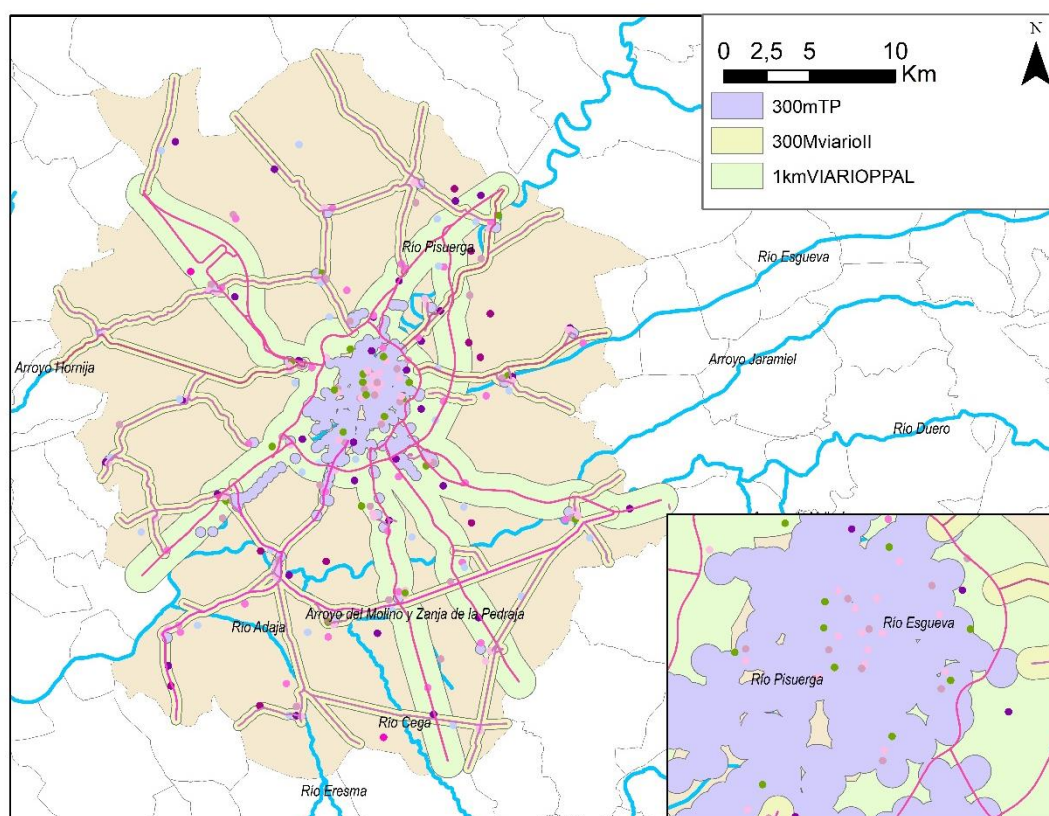 N
0 2,5 5 10
Km
300mTP
300MviarioII
1kmVIARIOPPAL
Río Pisuerga
Río Esgueva
Arroyo Jaramiel
Arroyo Hornija
Río Duero
Arroyo del Molino y Zanja de la Pedraja
Río Adaja
Río Cega
Río Eresma
Río Esgueva
Río Pisuerga